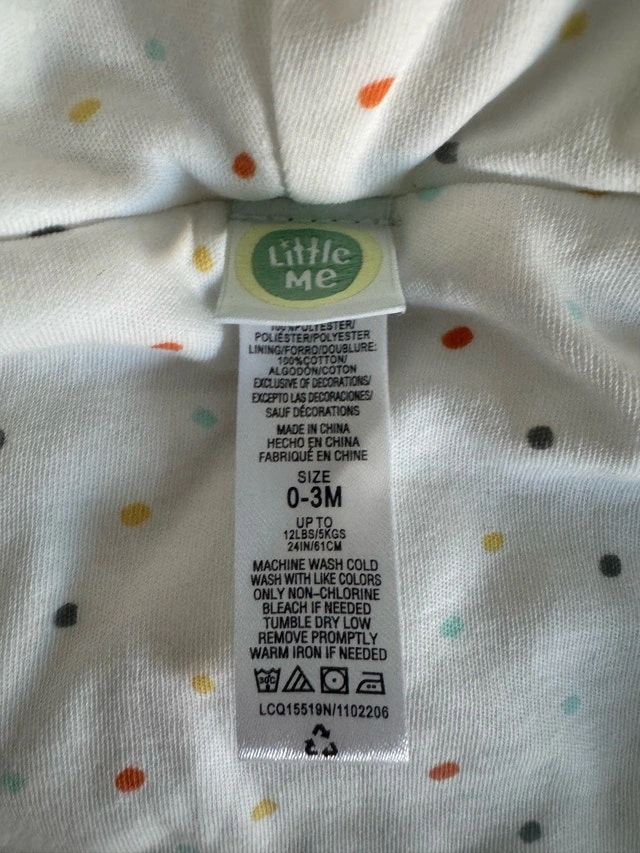 Little
Me
100%POLYESTER/
POLIÉSTER/POLYESTER
LINING/FORRO/DOUBLURE:
100%COTTON/
ALGODÓN/COTON
EXCLUSIVE OF DECORATIONS/
EXCEPTO LAS DECORACIONES/
SAUF DÉCORATIONS
MADE IN CHINA
HECHO EN CHINA
FABRIQUÉ EN CHINE
SIZE
0-3M
UP TO
12LBS/5KGS
24IN/61CM
MACHINE WASH COLD
WASH WITH LIKE COLORS
ONLY NON-CHLORINE
BLEACH IF NEEDED
TUMBLE DRY LOW
REMOVE PROMPTLY
WARM IRON IF NEEDED
30C
LCQ15519N/1102206